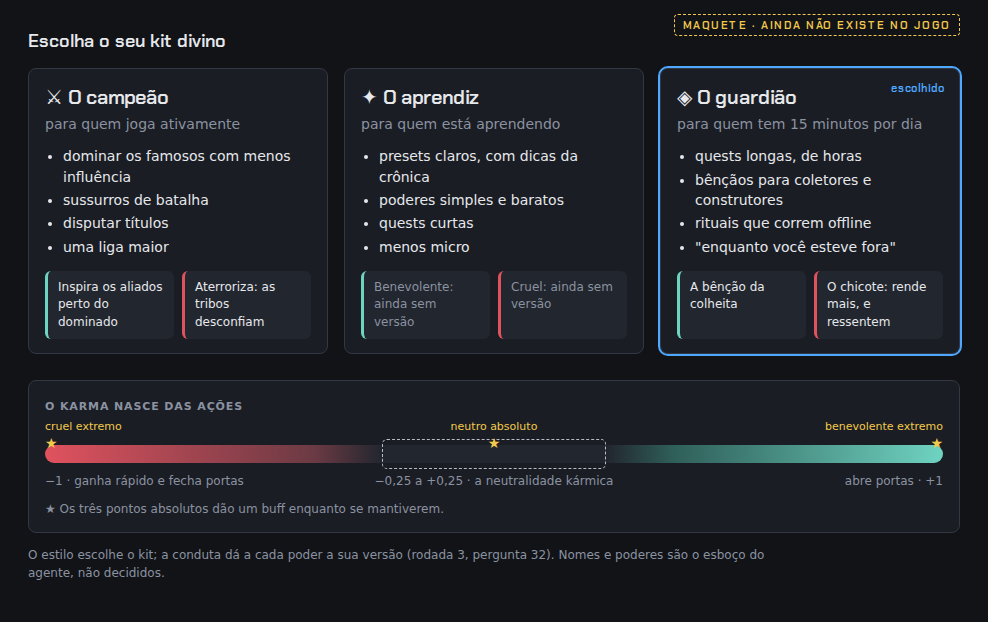 MAQUETE · AINDA NÃO EXISTE NO JOGO
Escolha o seu kit divino
⚔ O campeão
para quem joga ativamente
• dominar os famosos com menos
influência
• sussurros de batalha
• disputar títulos
• uma liga maior
Inspira os aliados
perto do
dominado
Aterroriza: as
tribos
desconfiam
✦ O aprendiz
para quem está aprendendo
• presets claros, com dicas da
crônica
• poderes simples e baratos
• quests curtas
• menos micro
Benevolente:
ainda sem
versão
Cruel: ainda sem
versão
escolhido
◈ O guardião
para quem tem 15 minutos por dia
• quests longas, de horas
• bênçãos para coletores e
construtores
• rituais que correm offline
• "enquanto você esteve fora"
A bênção da
colheita
O chicote: rende
mais, e
ressentem
O KARMA NASCE DAS AÇÕES
cruel extremo
neutro absoluto
benevolente extremo
★ ★ ★
−1 · ganha rápido e fecha portas
−0,25 a +0,25 · a neutralidade kármica
abre portas · +1
★ Os três pontos absolutos dão um buff enquanto se mantiverem.
O estilo escolhe o kit; a conduta dá a cada poder a sua versão (rodada 3, pergunta 32). Nomes e poderes são o esboço do
agente, não decididos.